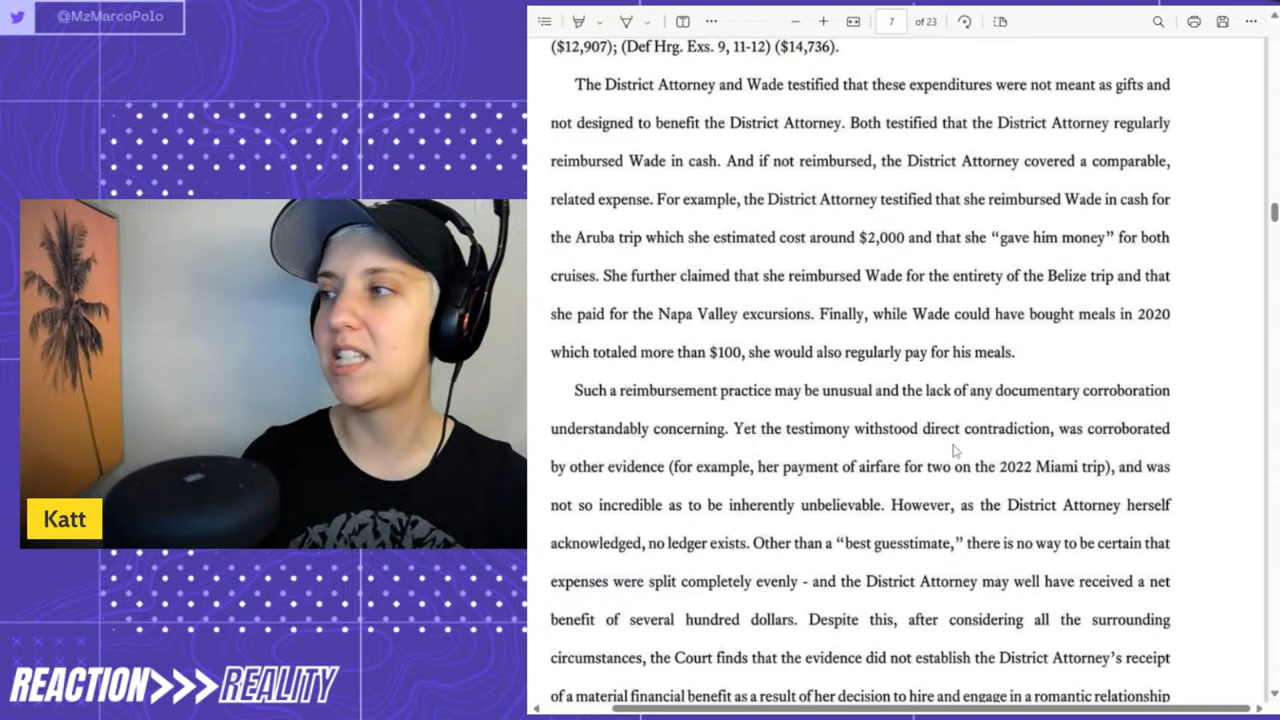 @MzMarcoPolo
7 of 23
($12,907); (Def Hrg. Exs. 9, 11-12) ($14,736).
The District Attorney and Wade testified that these expenditures were not meant as gifts and
not designed to benefit the District Attorney. Both testified that the District Attorney regularly
reimbursed Wade in cash. And if not reimbursed, the District Attorney covered a comparable,
related expense. For example, the District Attorney testified that she reimbursed Wade in cash for
the Aruba trip which she estimated cost around $2,000 and that she “gave him money” for both
cruises. She further claimed that she reimbursed Wade for the entirety of the Belize trip and that
she paid for the Napa Valley excursions. Finally, while Wade could have bought meals in 2020
which totaled more than $100, she would also regularly pay for his meals.
Such a reimbursement practice may be unusual and the lack of any documentary corroboration
understandably concerning. Yet the testimony withstood direct contradiction, was corroborated
by other evidence (for example, her payment of airfare for two on the 2022 Miami trip), and was
not so incredible as to be inherently unbelievable. However, as the District Attorney herself
acknowledged, no ledger exists. Other than a “best guesstimate,” there is no way to be certain that
expenses were split completely evenly - and the District Attorney may well have received a net
benefit of several hundred dollars. Despite this, after considering all the surrounding
circumstances, the Court finds that the evidence did not establish the District Attorney’s receipt
of a material financial benefit as a result of her decision to hire and engage in a romantic relationship
Katt
REACTION>>>REALITY